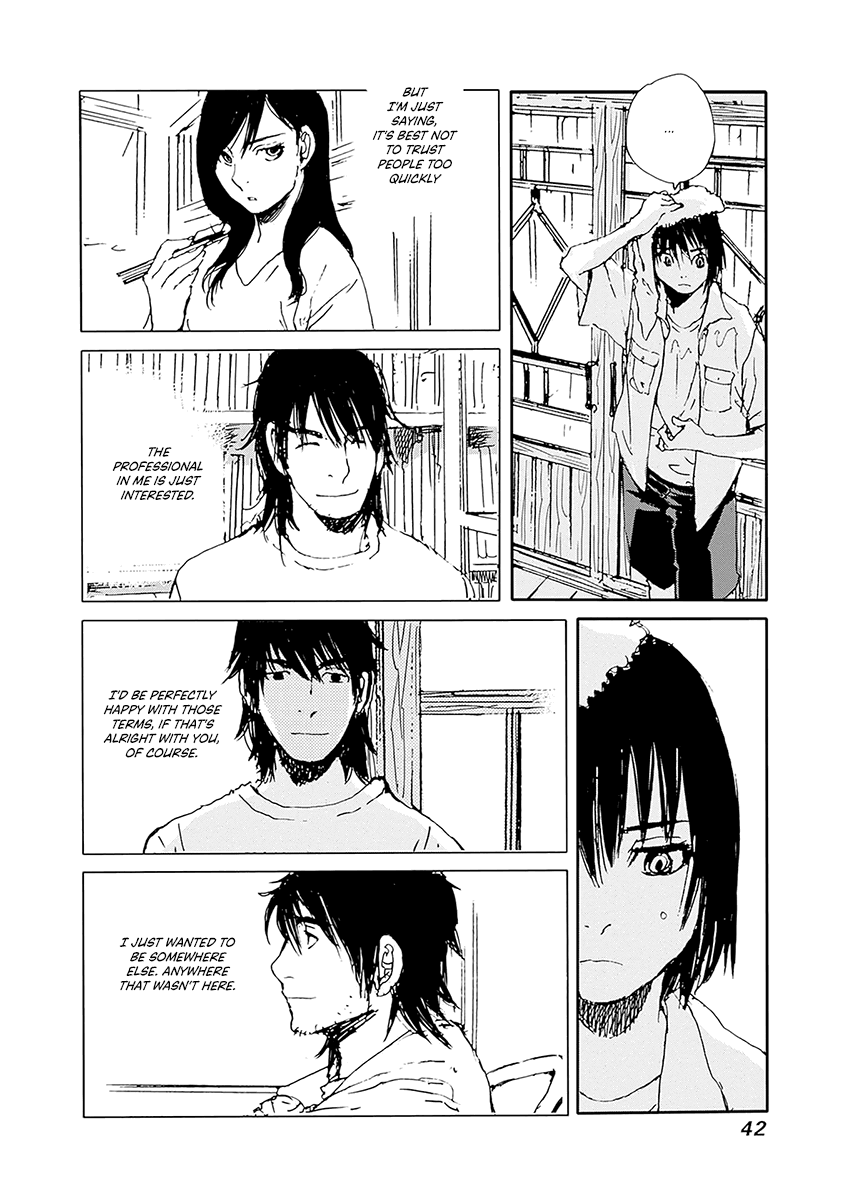 ...
BUT
I'M JUST
SAYING,
IT'S BEST NOT
TO TRUST
PEOPLE TOO
QUICKLY
THE
PROFESSIONAL
IN ME IS JUST
INTERESTED.
I'D BE PERFECTLY
HAPPY WITH THOSE
TERMS, IF THAT'S
ALRIGHT WITH YOU,
OF COURSE.
I JUST WANTED TO
BE SOMEWHERE
ELSE. ANYWHERE
THAT WASN'T HERE.
42